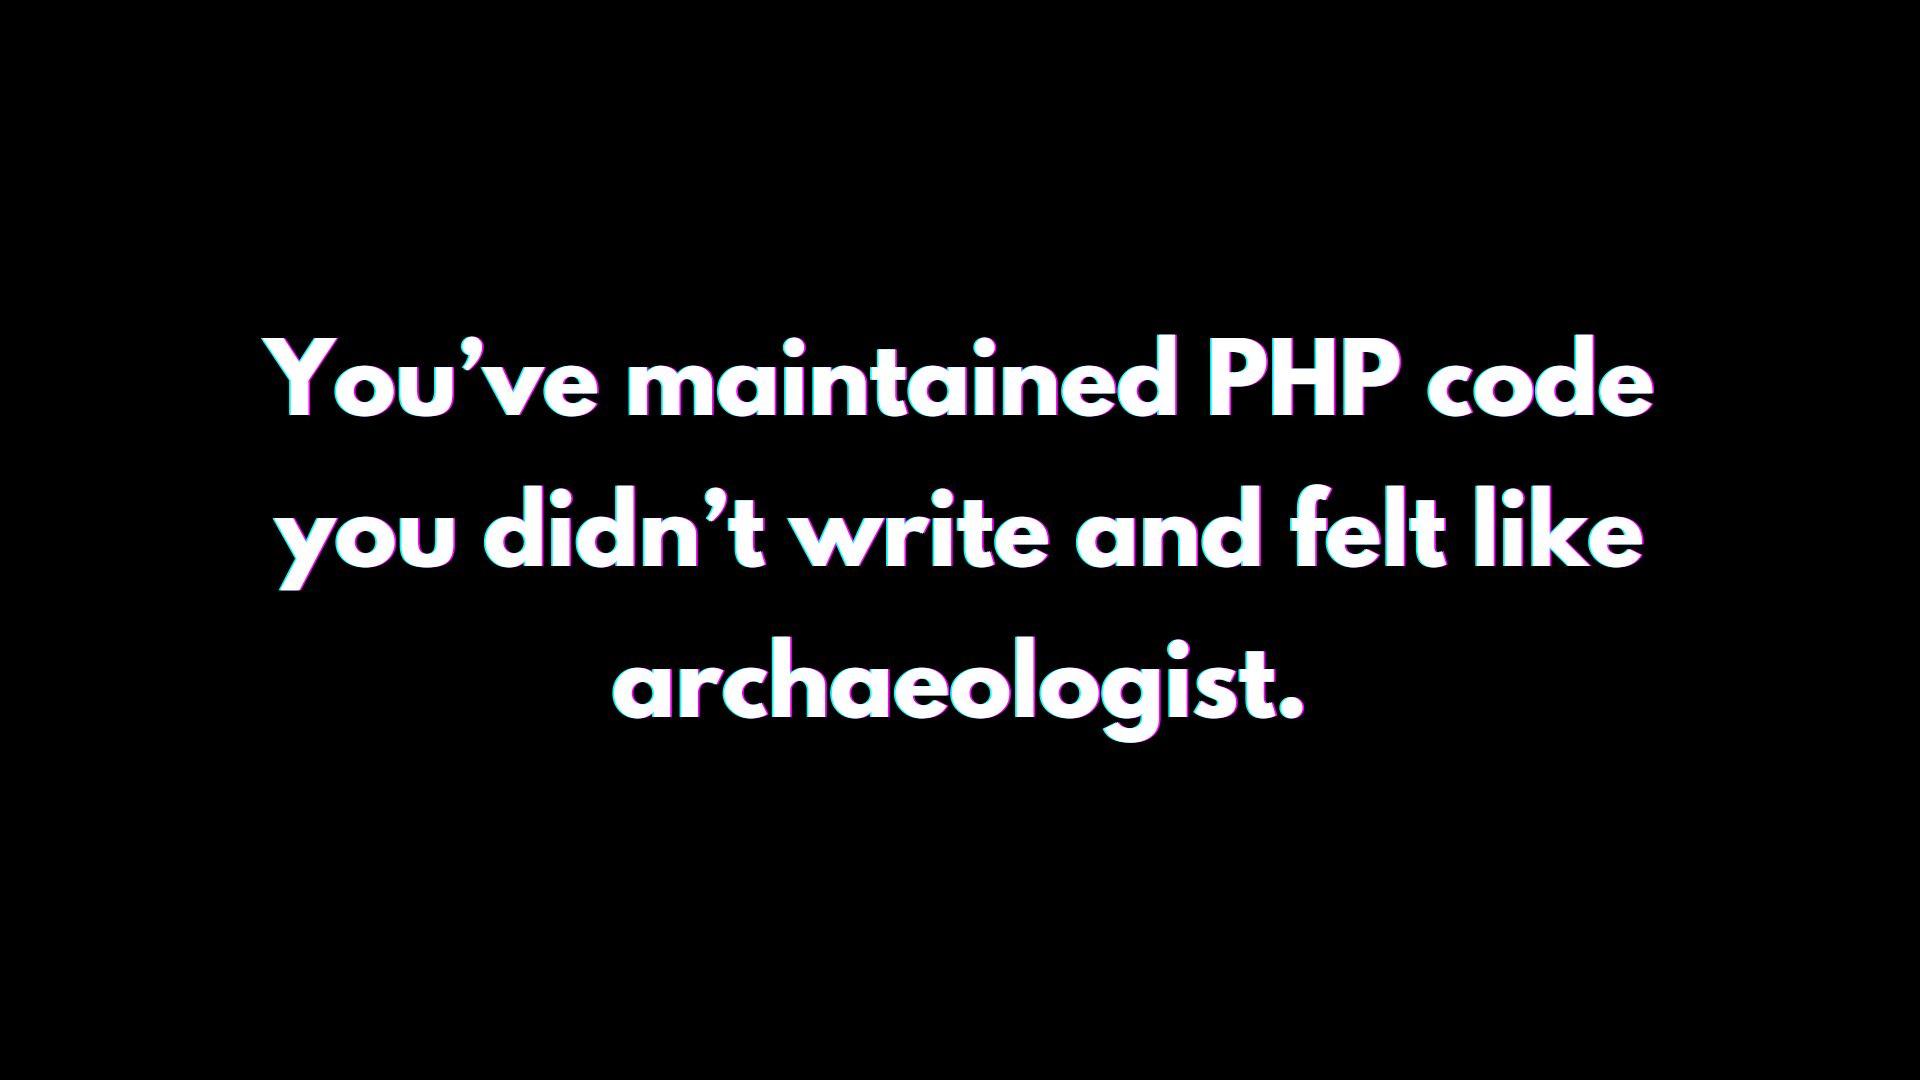 You’ve maintained PHP code
you didn’t write and felt like
archaeologist.